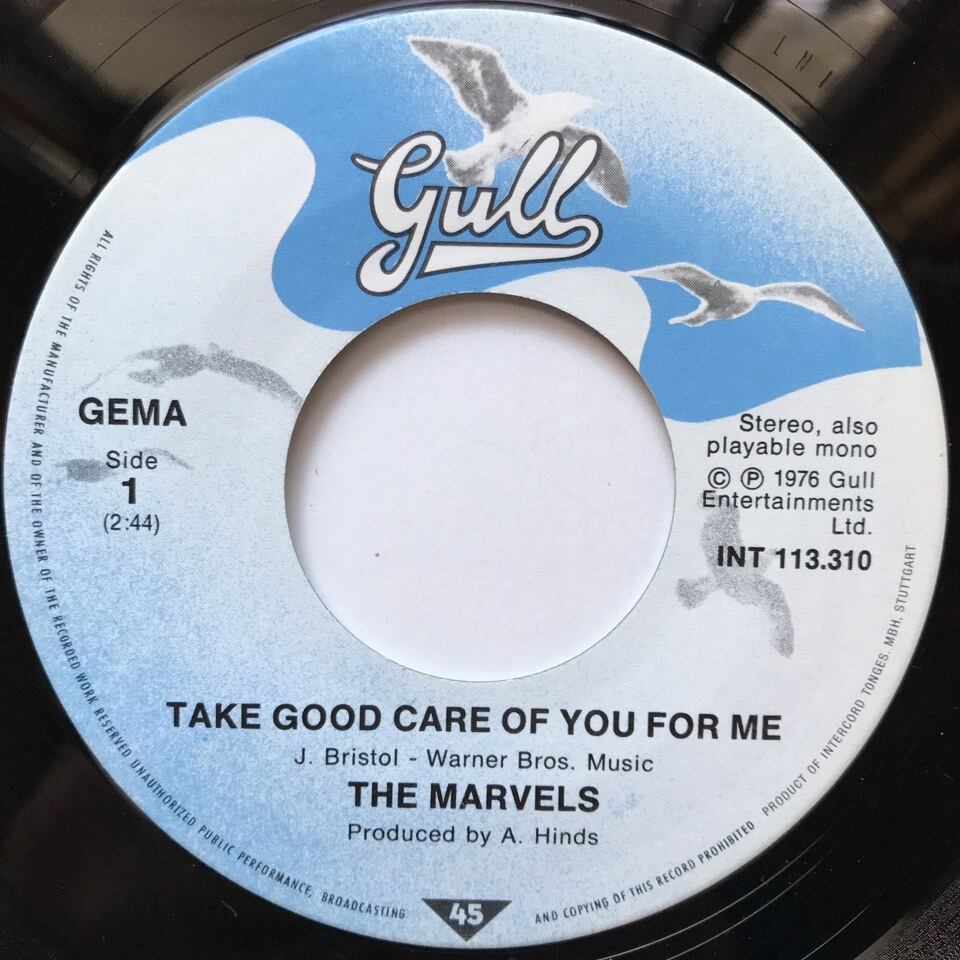 Gull
GEMA
Side
1
(2:44)
Stereo, also
playable mono
© ℗ 1976 Gull
Entertainments
Ltd.
INT 113.310
TAKE GOOD CARE OF YOU FOR ME
J. Bristol - Warner Bros. Music
THE MARVELS
Produced by A. Hinds
45
ALL RIGHTS OF THE MANUFACTURER AND OF THE OWNER OF THE RECORDED WORK RESERVED UNAUTHORIZED PUBLIC PERFORMANCE, BROADCASTING AND COPYING OF THIS RECORD PROHIBITED PRODUCT OF INTERCORD TONGES. MBH, STUTTGART